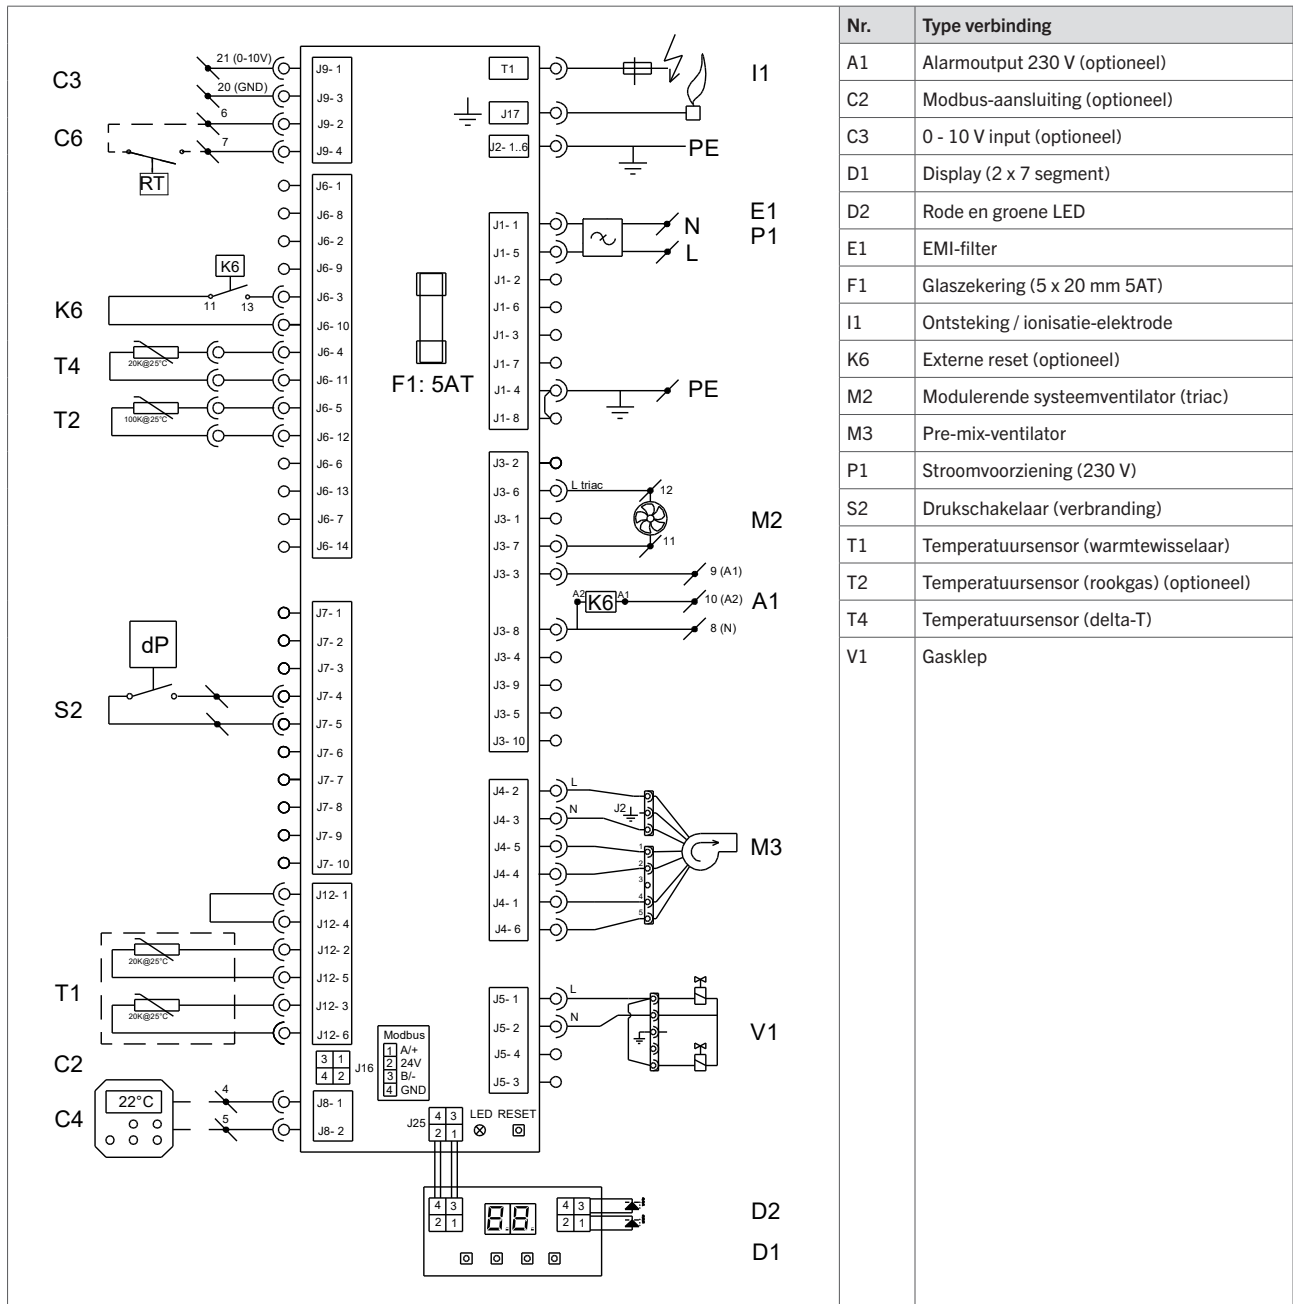 C3
21 (0-10V)
20 (GND)
6
7
C6
RT
J9- 1
J9- 3
J9- 2
J9- 4
J6- 1
J6- 8
J6- 2
J6- 9
J6- 3
J6- 10
J6- 4
J6- 11
J6- 5
J6- 12
J6- 6
J6- 13
J6- 7
J6- 14
K6
K6
11
13
T4
20K@25°C
T2
100K@25°C
F1: 5AT
J7- 1
J7- 2
J7- 3
J7- 4
J7- 5
J7- 6
J7- 7
J7- 8
J7- 9
J7- 10
dP
S2
J12- 1
J12- 4
J12- 2
J12- 5
J12- 3
J12- 6
T1
20K@25°C
20K@25°C
C2
3 1
4 2
J16
Modbus
1 A/+
2 24V
3 B/-
4 GND
C4
22°C
4
5
J8- 1
J8- 2
J25
4 3
2 1
LED RESET
4 3
2 1
8.8.
4 3
2 1
D2
D1
T1
J17
J2- 1..6
I1
PE
J1- 1
J1- 5
J1- 2
J1- 6
J1- 3
J1- 7
J1- 4
J1- 8
N
L
E1
P1
PE
J3- 2
J3- 6
J3- 1
J3- 7
J3- 3
J3- 8
J3- 4
J3- 9
J3- 5
J3- 10
L triac
12
11
M2
9 (A1)
A2 K6 A1
10 (A2)
8 (N)
A1
J4- 2
J4- 3
J4- 5
J4- 4
J4- 1
J4- 6
L
N
J2
1
2
3
4
5
M3
J5- 1
J5- 2
J5- 4
J5- 3
L
N
V1
Nr. Type verbinding
A1 Alarmoutput 230 V (optioneel)
C2 Modbus-aansluiting (optioneel)
C3 0 - 10 V input (optioneel)
D1 Display (2 x 7 segment)
D2 Rode en groene LED
E1 EMI-filter
F1 Glaszekering (5 x 20 mm 5AT)
I1 Ontsteking / ionisatie-elektrode
K6 Externe reset (optioneel)
M2 Modulerende systeemventilator (triac)
M3 Pre-mix-ventilator
P1 Stroomvoorziening (230 V)
S2 Drukschakelaar (verbranding)
T1 Temperatuursensor (warmtewisselaar)
T2 Temperatuursensor (rookgas) (optioneel)
T4 Temperatuursensor (delta-T)
V1 Gasklep